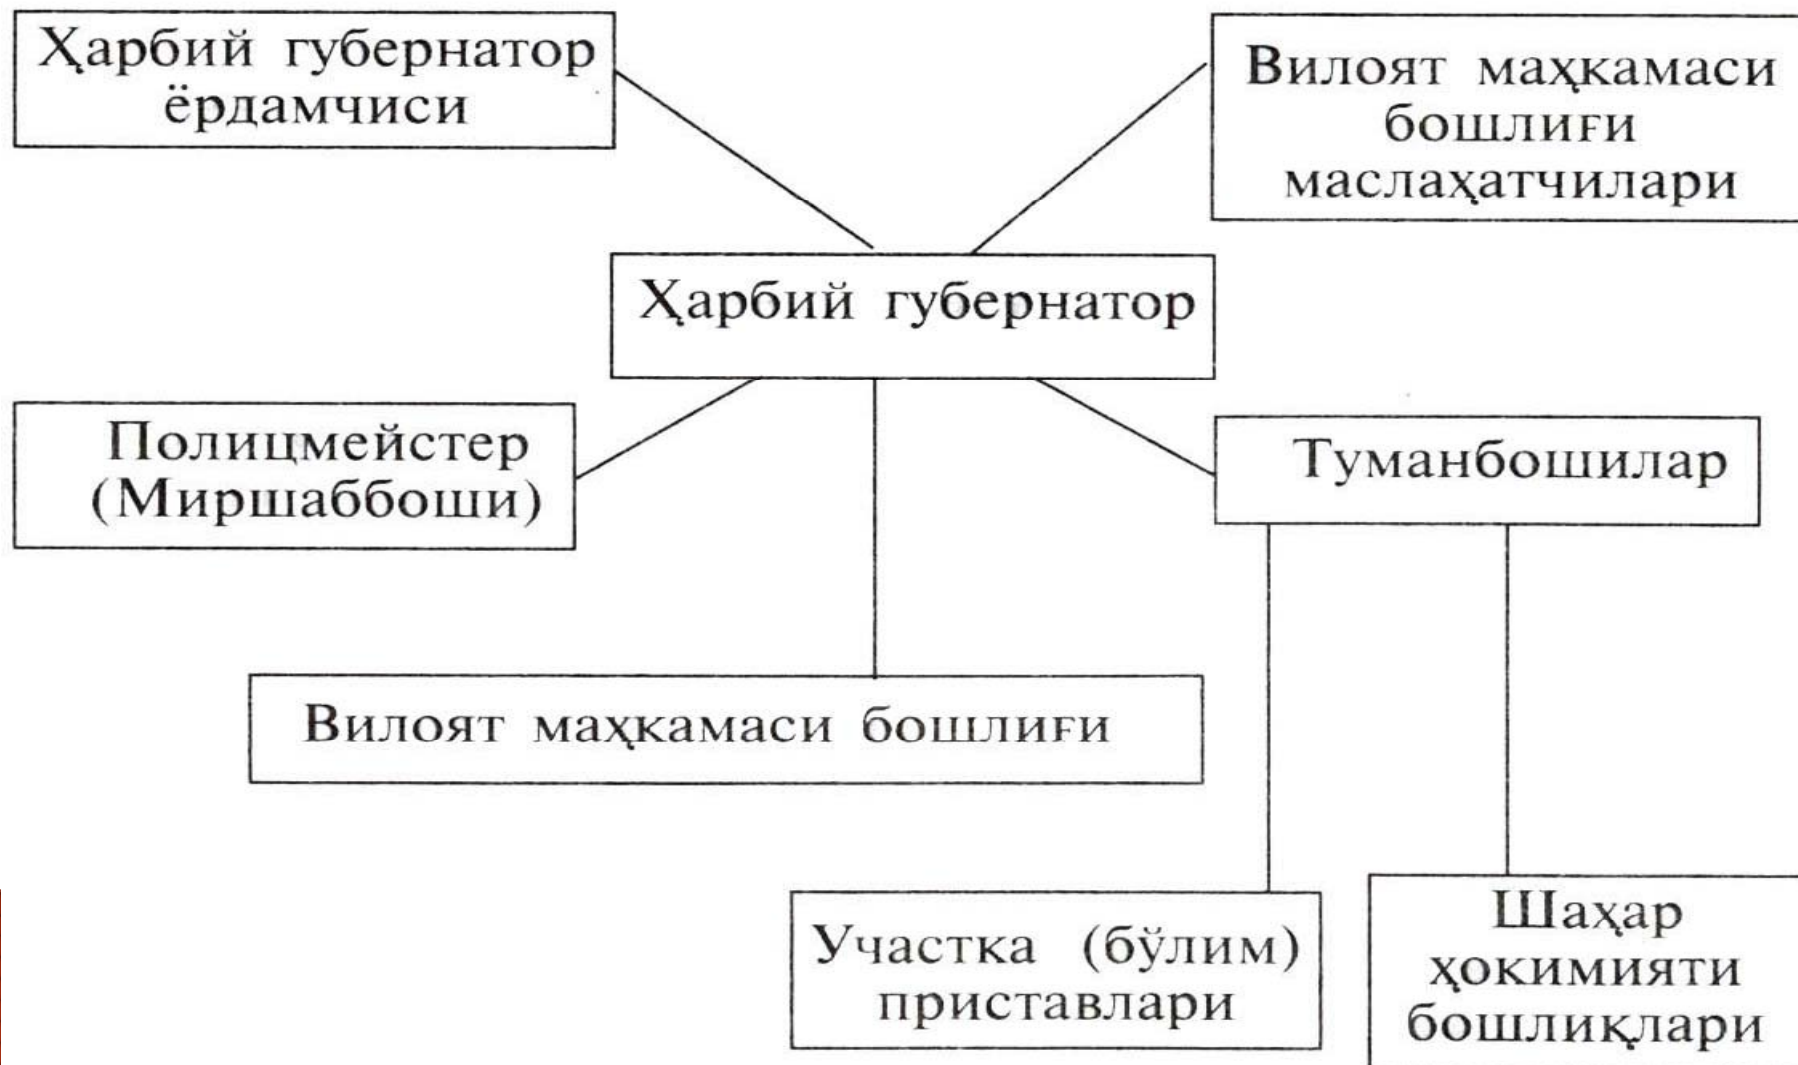 Ҳарбий губернатор
ёрдамчиси
Вилоят маҳкамаси
бошлиғи
маслаҳатчилари
Ҳарбий губернатор
Полицмейстер
(Миршаббоши)
Туманбошилар
Вилоят маҳкамаси бошлиғи
Участка (бўлим)
приставлари
Шаҳар
ҳокимияти
бошлиқлари